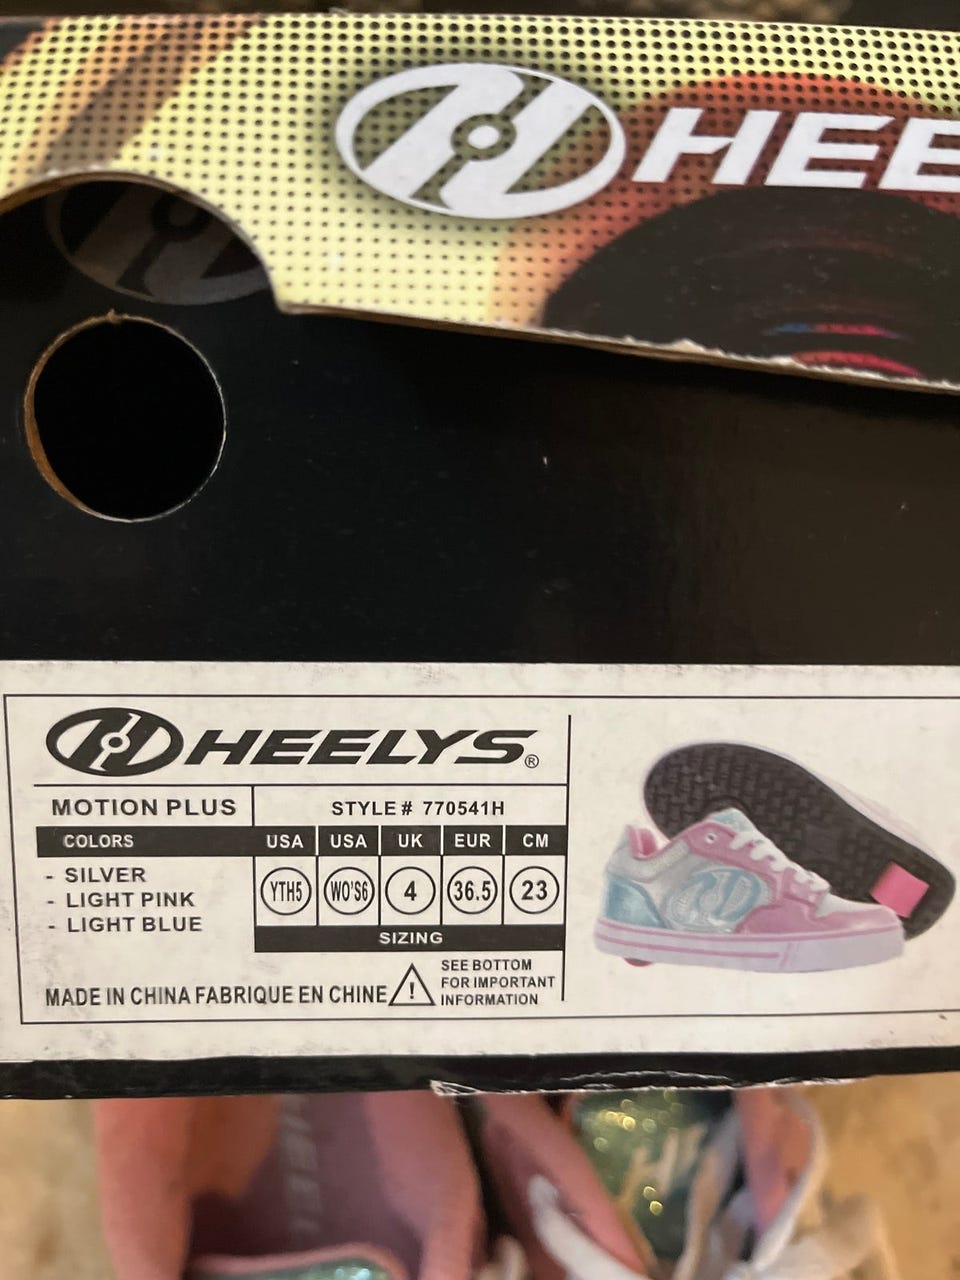 HEE
HEELYS®
MOTION PLUS
STYLE # 770541H
COLORS
USA USA UK EUR CM
- SILVER
- LIGHT PINK
- LIGHT BLUE
YTH5 WO'S6 4 36.5 23
SIZING
MADE IN CHINA FABRIQUE EN CHINE
!
SEE BOTTOM
FOR IMPORTANT
INFORMATION